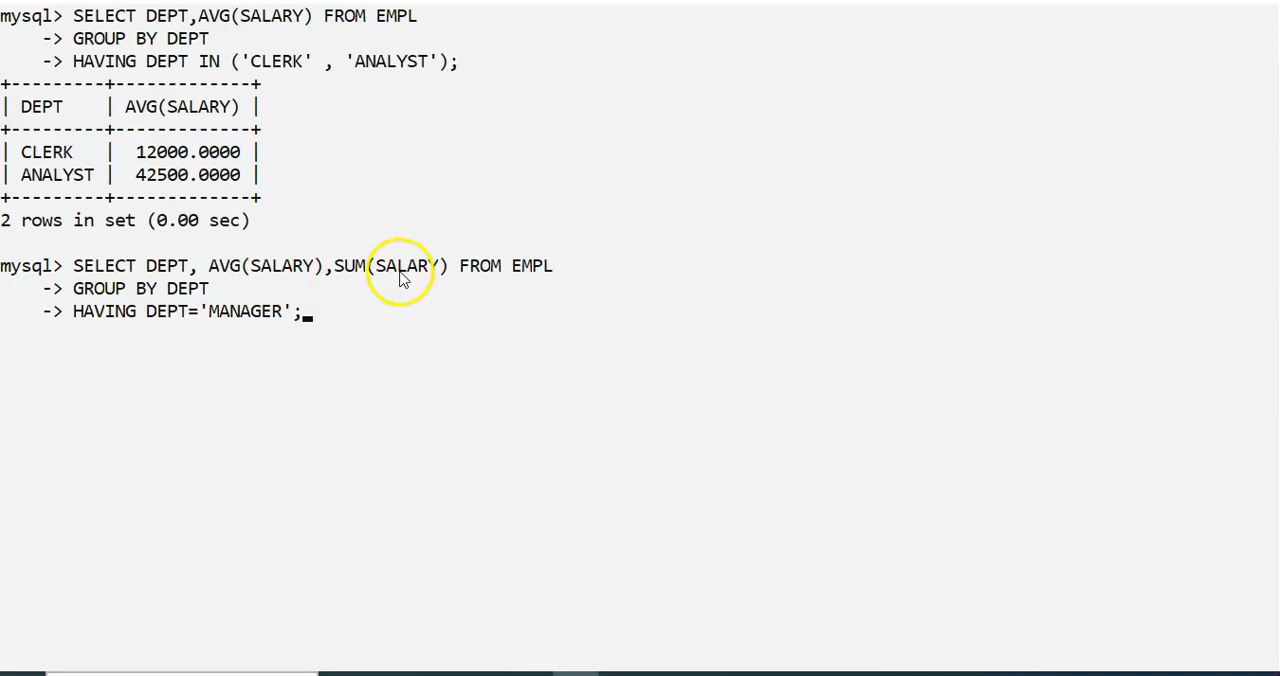 mysql> SELECT DEPT,AVG(SALARY) FROM EMPL
    -> GROUP BY DEPT
    -> HAVING DEPT IN ('CLERK' , 'ANALYST');
+---------+-------------+
| DEPT    | AVG(SALARY) |
+---------+-------------+
| CLERK   |  12000.0000 |
| ANALYST |  42500.0000 |
+---------+-------------+
2 rows in set (0.00 sec)

mysql> SELECT DEPT, AVG(SALARY),SUM(SALARY) FROM EMPL
    -> GROUP BY DEPT
    -> HAVING DEPT='MANAGER';